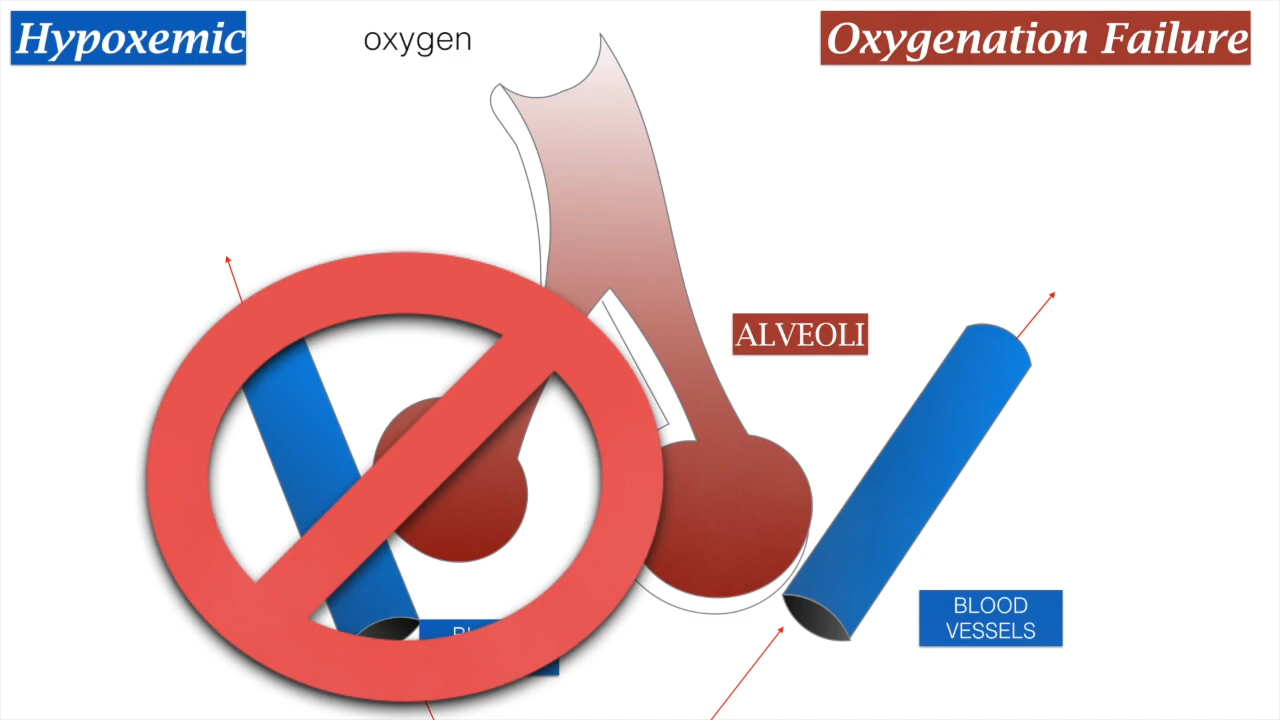 Hypoxemic
oxygen
Oxygenation Failure
ALVEOLI
BLOOD
VESSELS